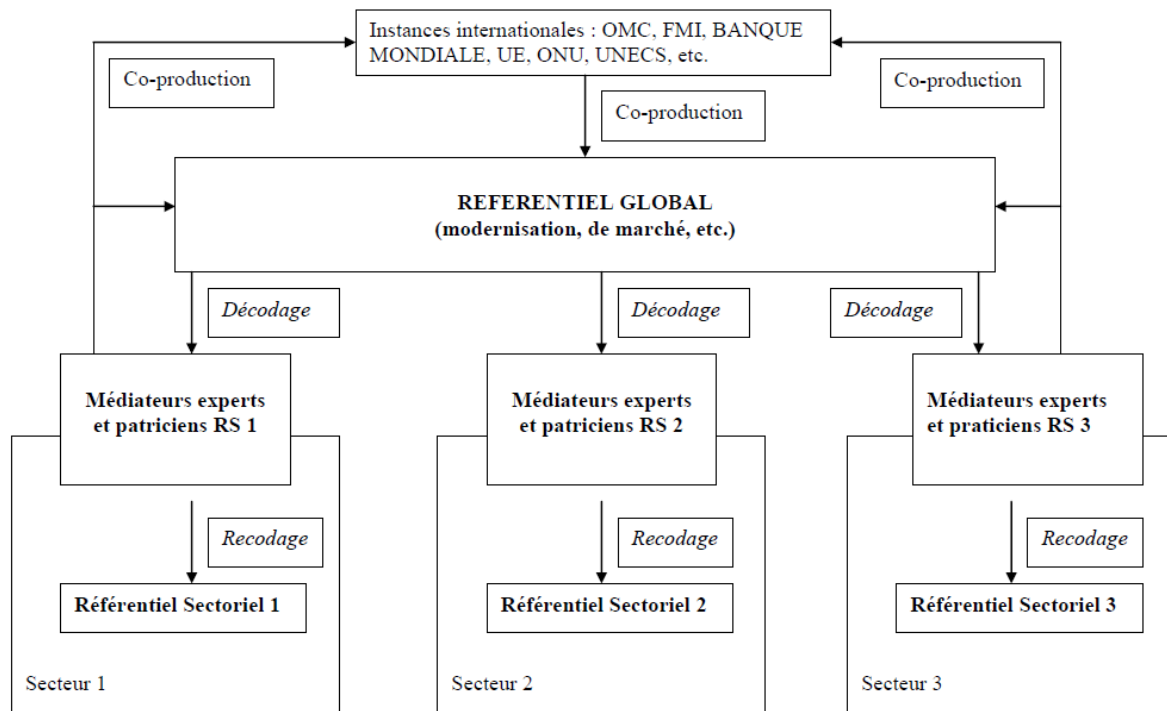 Instances internationales : OMC, FMI, BANQUE
MONDIALE, UE, ONU, UNECS, etc.
Co-production
Co-production
Co-production
RÉFERENTIEL GLOBAL
(modernisation, de marché, etc.)
Décodage
Décodage
Décodage
Médiateurs experts
et patriciens RS 1
Médiateurs experts
et patriciens RS 2
Médiateurs experts
et praticiens RS 3
Recodage
Recodage
Recodage
Référentiel Sectoriel 1
Référentiel Sectoriel 2
Référentiel Sectoriel 3
Secteur 1
Secteur 2
Secteur 3